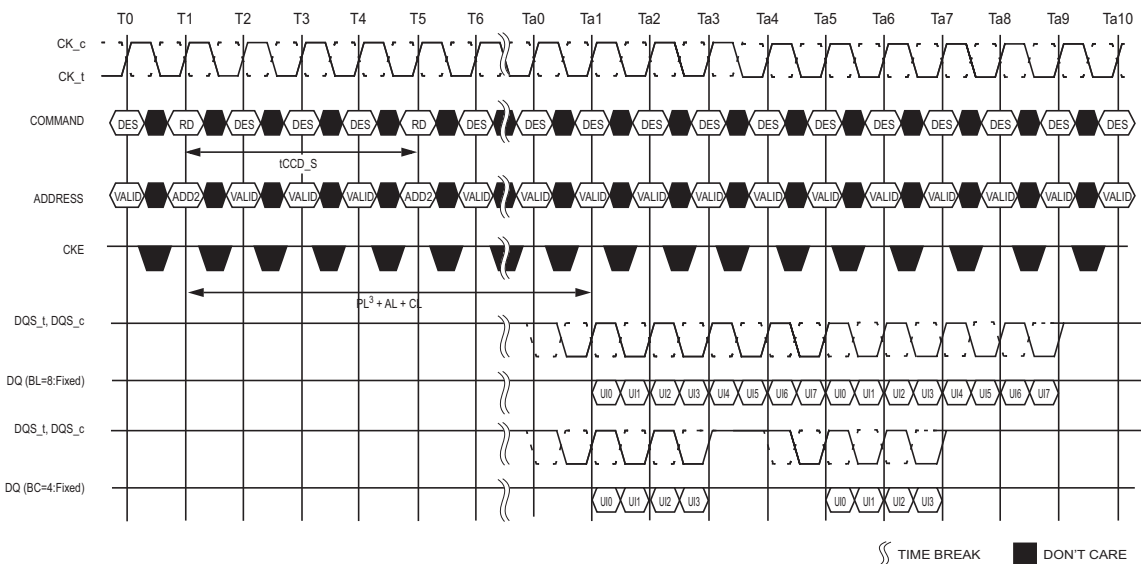 T0 T1 T2 T3 T4 T5 T6 Ta0 Ta1 Ta2 Ta3 Ta4 Ta5 Ta6 Ta7 Ta8 Ta9 Ta10
CK_c
CK_t
COMMAND DES RD DES DES DES RD DES DES DES DES DES DES DES DES DES DES DES DES
tCCD_S
ADDRESS VALID ADD2 VALID VALID VALID ADD2 VALID VALID VALID VALID VALID VALID VALID VALID VALID VALID VALID VALID
CKE
PL³ + AL + CL
DQS_t, DQS_c
DQ (BL=8:Fixed) UI0 UI1 UI2 UI3 UI4 UI5 UI6 UI7 UI0 UI1 UI2 UI3 UI4 UI5 UI6 UI7
DQS_t, DQS_c
DQ (BC=4:Fixed) UI0 UI1 UI2 UI3 UI0 UI1 UI2 UI3
TIME BREAK DON'T CARE